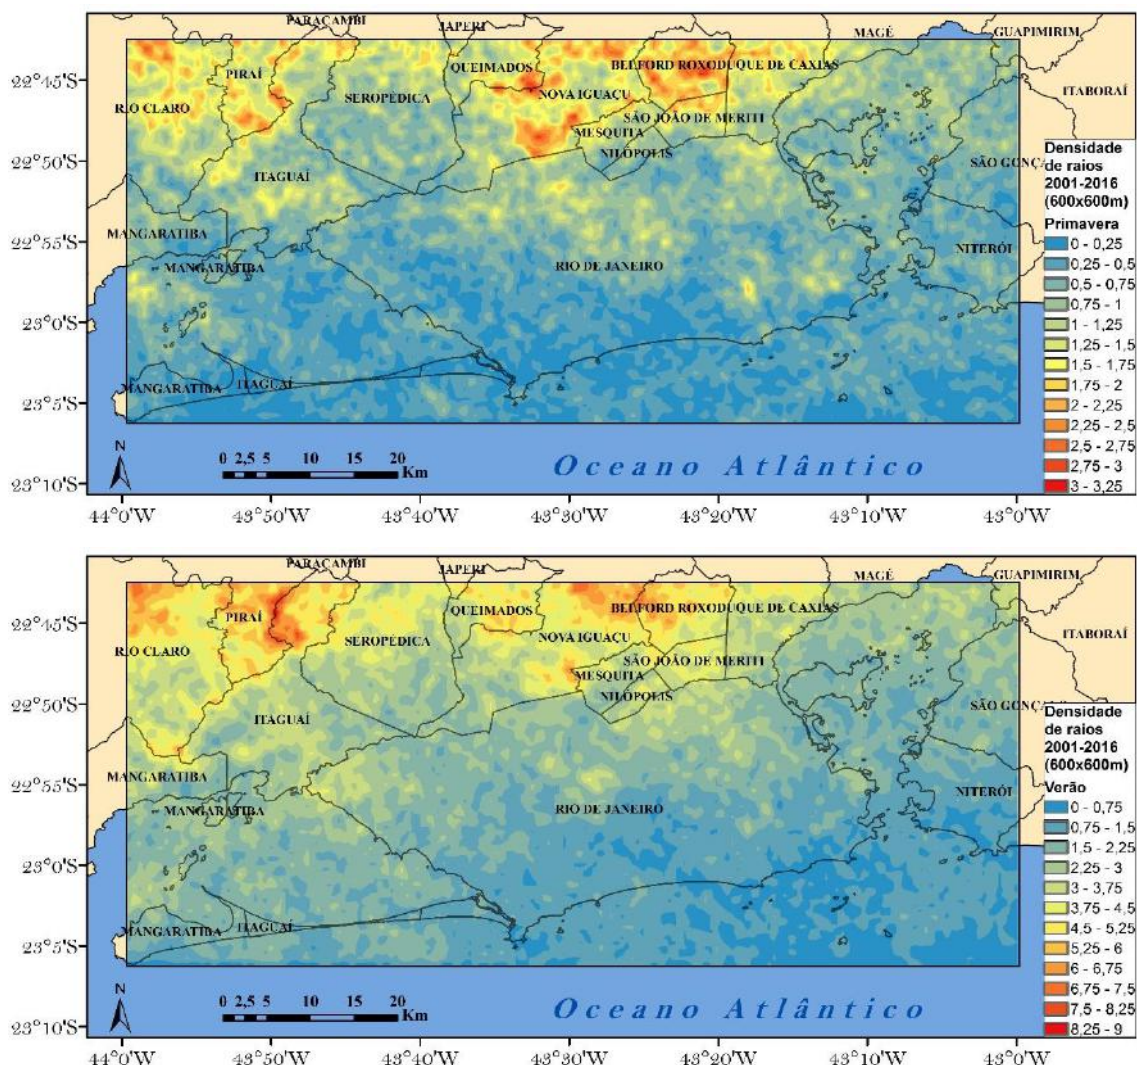 PARACAMBI
JAPERI
MAGÉ
GUAPIMIRIM
22°45'S
PIRAÍ
QUEIMADOS
BELFORD ROXO DUQUE DE CAXIAS
RIO CLARO
SEROPÉDICA
NOVA IGUAÇU
ITABORAÍ
SÃO JOÃO DE MERITI
MESQUITA
22°50'S
NILÓPOLIS
ITAGUAÍ
SÃO GONÇA
Densidade
de raios
2001-2016
(600x600m)
Primavera
0 - 0,25
0,25 - 0,5
0,5 - 0,75
0,75 - 1
1 - 1,25
1,25 - 1,5
1,5 - 1,75
1,75 - 2
2 - 2,25
2,25 - 2,5
2,5 - 2,75
2,75 - 3
3 - 3,25
22°55'S
MANGARATIBA
NITERÓI
MANGARATIBA
RIO DE JANEIRO
23°0'S
MANGARATIBA
ITAGUAÍ
23°5'S
N
0 2,5 5 10 15 20
Km
Oceano Atlântico
23°10'S
44°0'W 43°50'W 43°40'W 43°30'W 43°20'W 43°10'W 43°0'W
PARACAMBI
JAPERI
MAGÉ
GUAPIMIRIM
22°45'S
PIRAÍ
QUEIMADOS
BELFORD ROXO DUQUE DE CAXIAS
RIO CLARO
SEROPÉDICA
NOVA IGUAÇU
ITABORAÍ
SÃO JOÃO DE MERITI
MESQUITA
22°50'S
NILÓPOLIS
ITAGUAÍ
SÃO GONÇ
Densidade
de raios
2001-2016
(600x600m)
Verão
0 - 0,75
0,75 - 1,5
1,5 - 2,25
2,25 - 3
3 - 3,75
3,75 - 4,5
4,5 - 5,25
5,25 - 6
6 - 6,75
6,75 - 7,5
7,5 - 8,25
8,25 - 9
22°55'S
MANGARATIBA
NITERÓI
MANGARATIBA
RIO DE JANEIRO
23°0'S
MANGARATIBA
ITAGUAÍ
23°5'S
N
0 2,5 5 10 15 20
Km
Oceano Atlântico
23°10'S
44°0'W 43°50'W 43°40'W 43°30'W 43°20'W 43°10'W 43°0'W